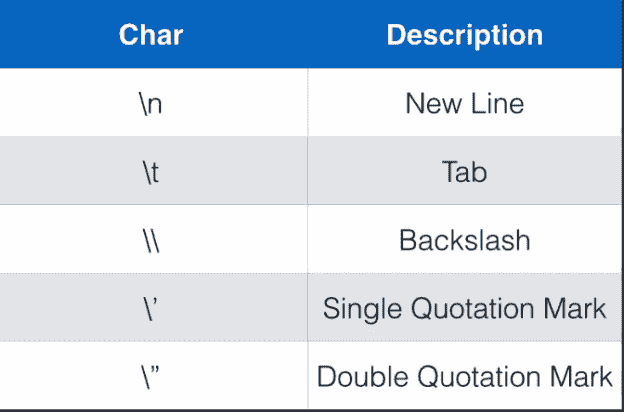 Char Description
\n New Line
\t Tab
\\ Backslash
\’ Single Quotation Mark
\” Double Quotation Mark